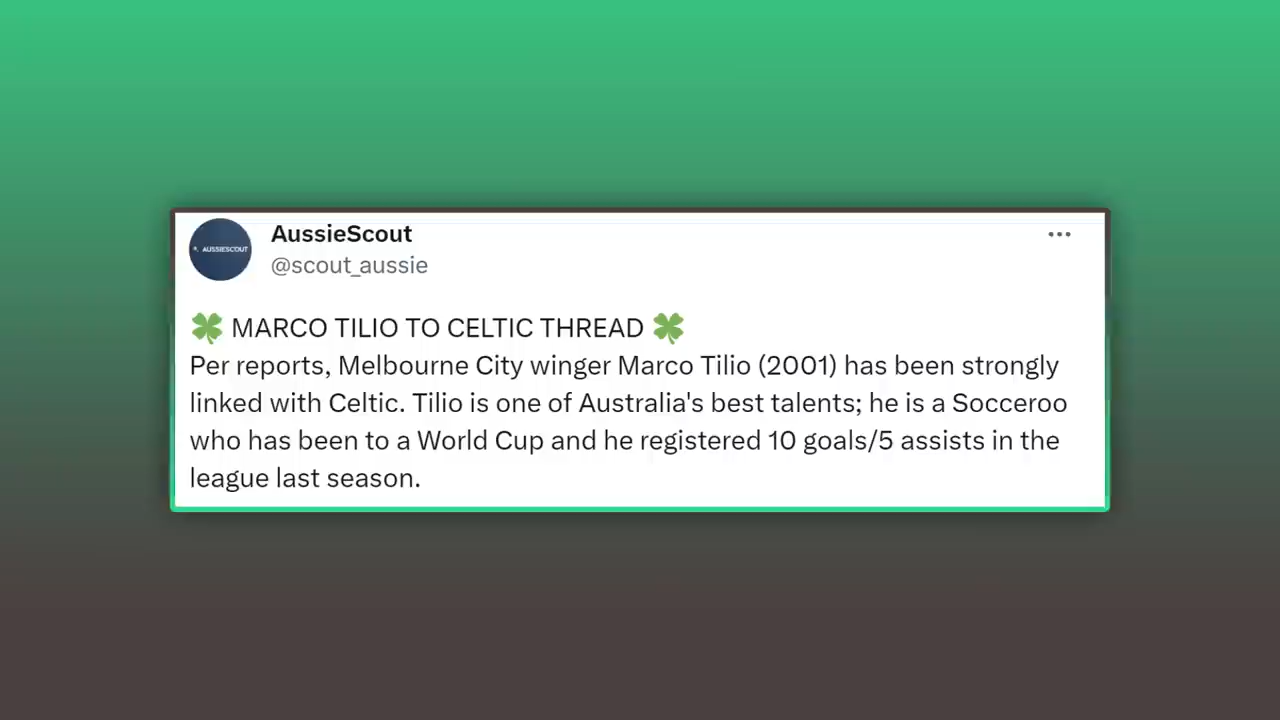 AUSSIESCOUT
AussieScout
@scout_aussie
🍀 MARCO TILIO TO CELTIC THREAD 🍀
Per reports, Melbourne City winger Marco Tilio (2001) has been strongly
linked with Celtic. Tilio is one of Australia's best talents; he is a Socceroo
who has been to a World Cup and he registered 10 goals/5 assists in the
league last season.